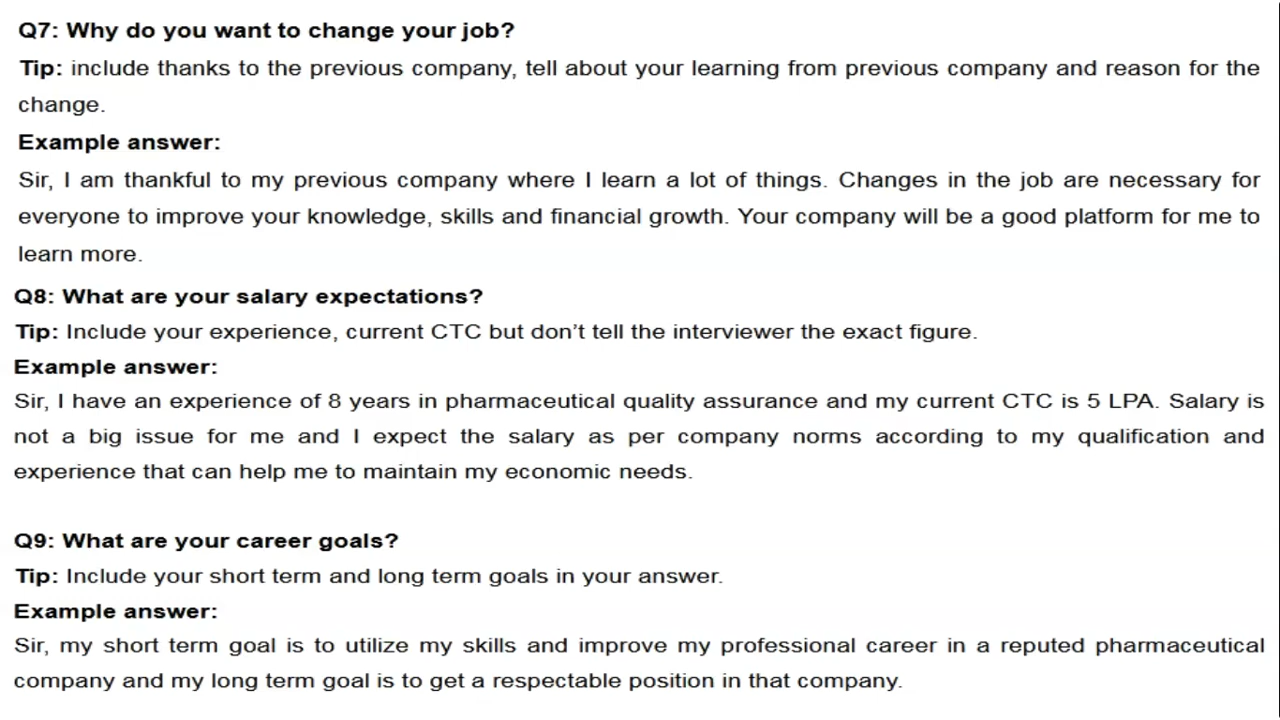 Q7: Why do you want to change your job?
Tip: include thanks to the previous company, tell about your learning from previous company and reason for the
change.
Example answer:
Sir, I am thankful to my previous company where I learn a lot of things. Changes in the job are necessary for
everyone to improve your knowledge, skills and financial growth. Your company will be a good platform for me to
learn more.
Q8: What are your salary expectations?
Tip: Include your experience, current CTC but don’t tell the interviewer the exact figure.
Example answer:
Sir, I have an experience of 8 years in pharmaceutical quality assurance and my current CTC is 5 LPA. Salary is
not a big issue for me and I expect the salary as per company norms according to my qualification and
experience that can help me to maintain my economic needs.
Q9: What are your career goals?
Tip: Include your short term and long term goals in your answer.
Example answer:
Sir, my short term goal is to utilize my skills and improve my professional career in a reputed pharmaceutical
company and my long term goal is to get a respectable position in that company.